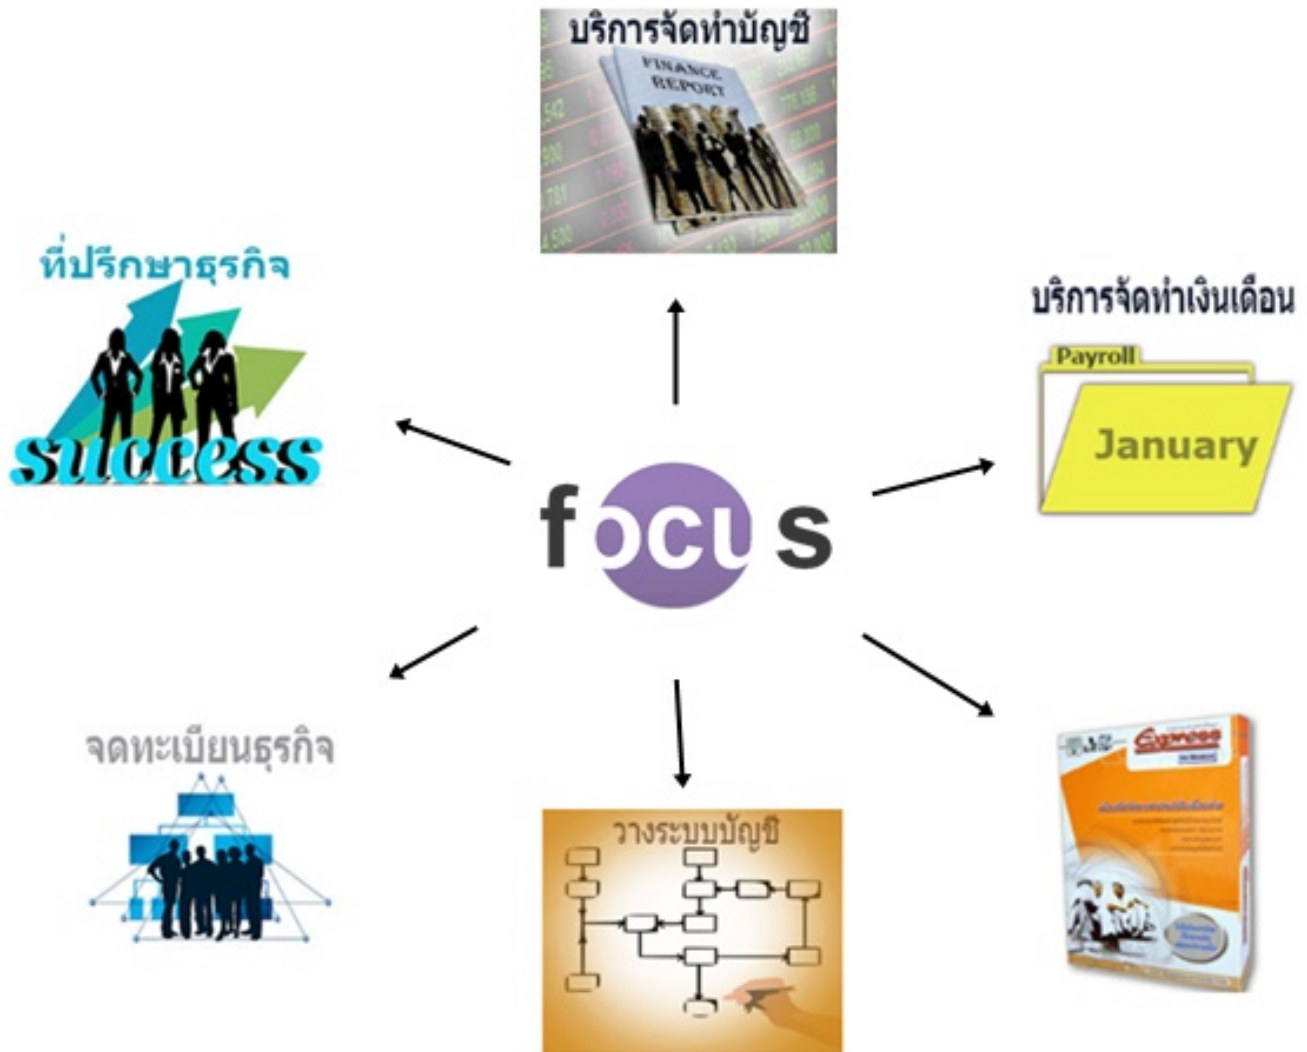 บริการจัดทำบัญชี
FINANCE
REPORT
ที่ปรึกษาธุรกิจ
success
บริการจัดทำเงินเดือน
Payroll
January
focus
จดทะเบียนธุรกิจ
วางระบบบัญชี
Express